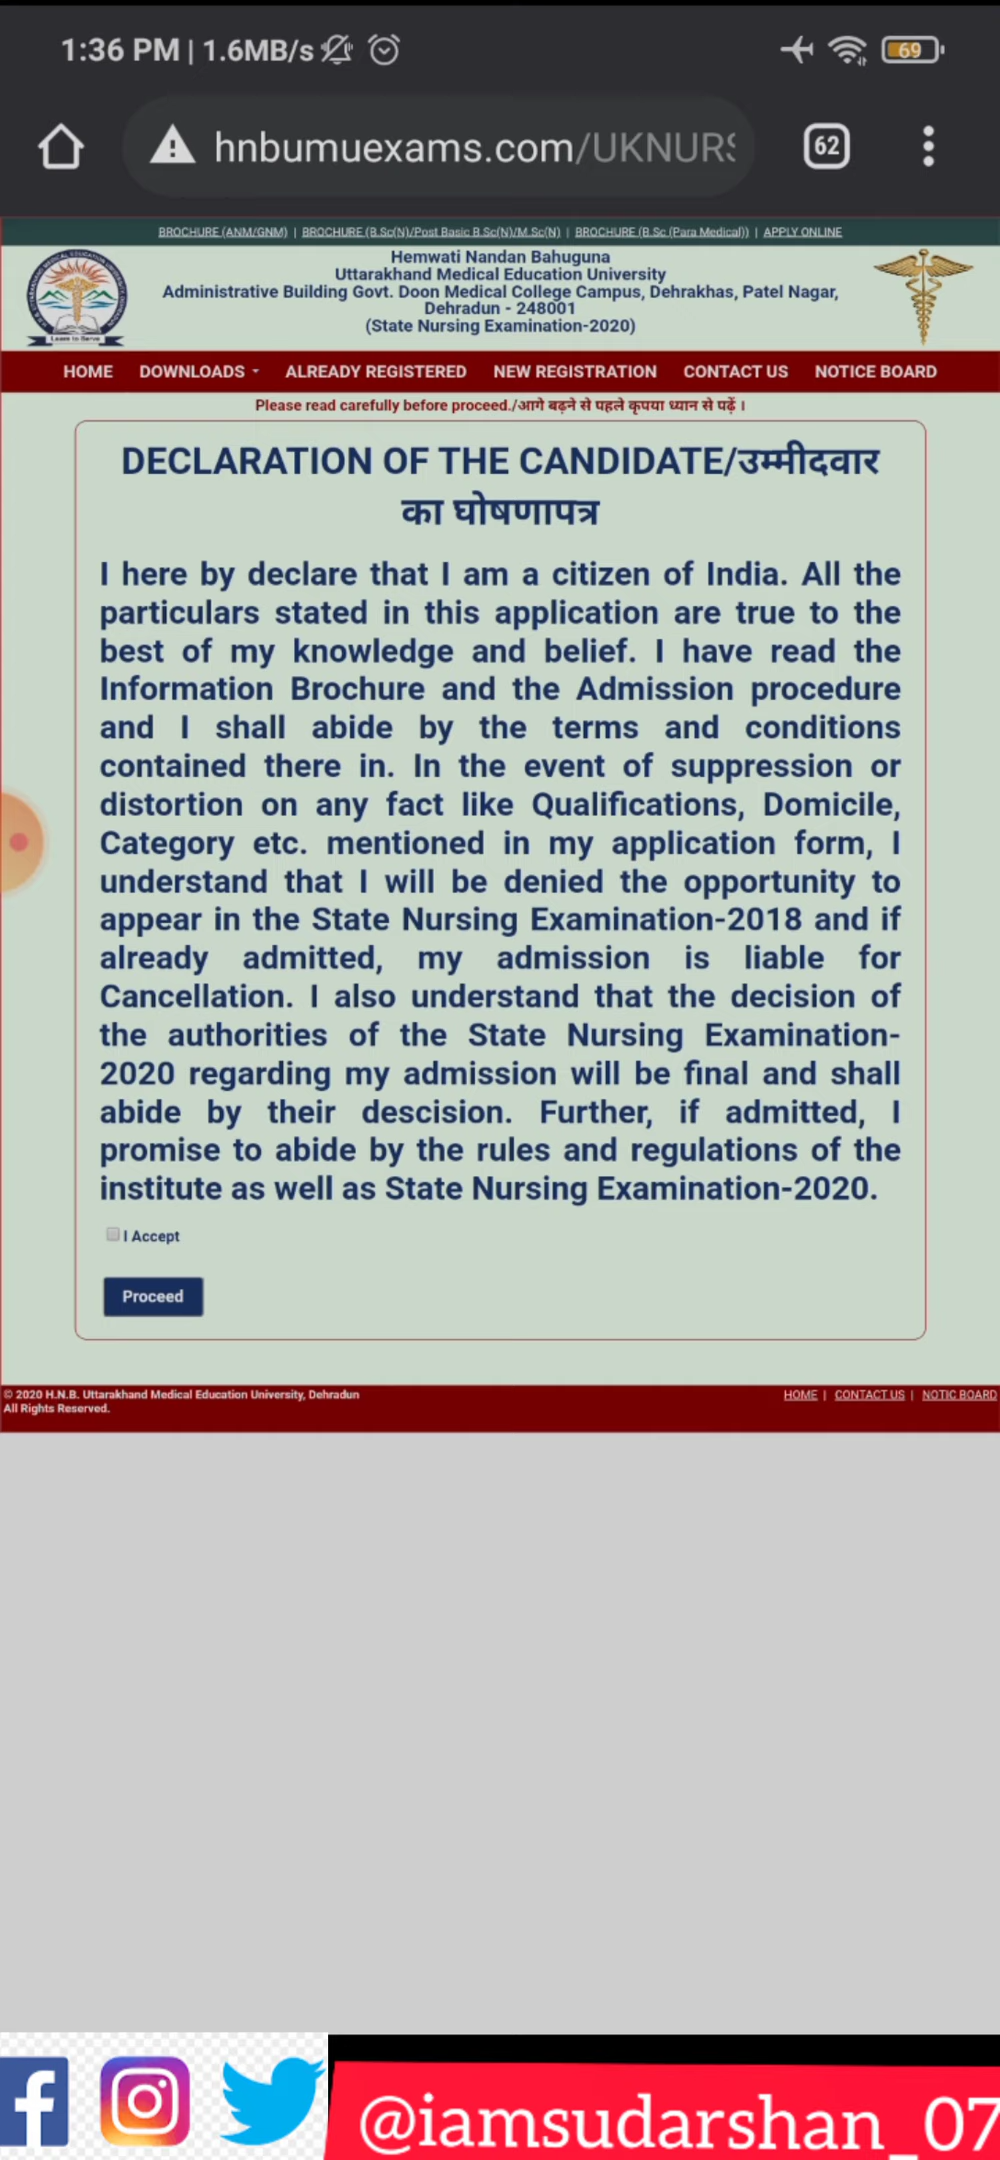 1:36 PM | 1.6MB/s
69
hnbumuexams.com/UKNURS
62
BROCHURE (ANM/GNM) | BROCHURE (B.Sc(N)/Post Basic B.Sc(N)/M.Sc(N) | BROCHURE (B.Sc (Para Medical)) | APPLY ONLINE
Hemwati Nandan Bahuguna
Uttarakhand Medical Education University
Administrative Building Govt. Doon Medical College Campus, Dehrakhas, Patel Nagar,
Dehradun - 248001
(State Nursing Examination-2020)
Learn to Serve
HOME DOWNLOADS ALREADY REGISTERED NEW REGISTRATION CONTACT US NOTICE BOARD
Please read carefully before proceed./आगे बढ़ने से पहले कृपया ध्यान से पढ़ें ।
DECLARATION OF THE CANDIDATE/उम्मीदवार
का घोषणापत्र
I here by declare that I am a citizen of India. All the
particulars stated in this application are true to the
best of my knowledge and belief. I have read the
Information Brochure and the Admission procedure
and I shall abide by the terms and conditions
contained there in. In the event of suppression or
distortion on any fact like Qualifications, Domicile,
Category etc. mentioned in my application form, I
understand that I will be denied the opportunity to
appear in the State Nursing Examination-2018 and if
already admitted, my admission is liable for
Cancellation. I also understand that the decision of
the authorities of the State Nursing Examination-
2020 regarding my admission will be final and shall
abide by their descision. Further, if admitted, I
promise to abide by the rules and regulations of the
institute as well as State Nursing Examination-2020.
I Accept
Proceed
© 2020 H.N.B. Uttarakhand Medical Education University, Dehradun
All Rights Reserved.
HOME | CONTACT US | NOTIC BOARD
@iamsudarshan_07